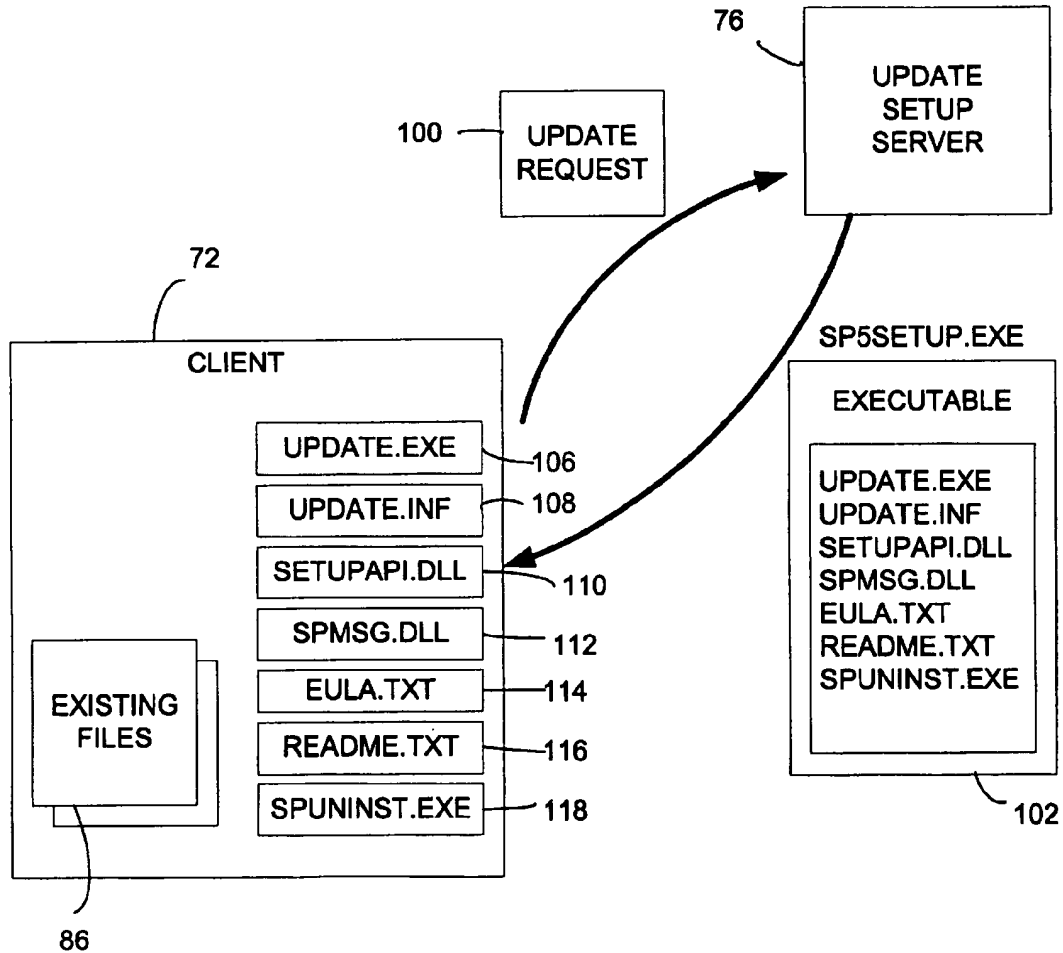 76
UPDATE
SETUP
SERVER
100
UPDATE
REQUEST
72
CLIENT
UPDATE.EXE
106
UPDATE.INF
108
SETUPAPI.DLL
110
SPMSG.DLL
112
EULA.TXT
114
README.TXT
116
SPUNINST.EXE
118
EXISTING
FILES
86
SP5SETUP.EXE
EXECUTABLE
UPDATE.EXE
UPDATE.INF
SETUPAPI.DLL
SPMSG.DLL
EULA.TXT
README.TXT
SPUNINST.EXE
102